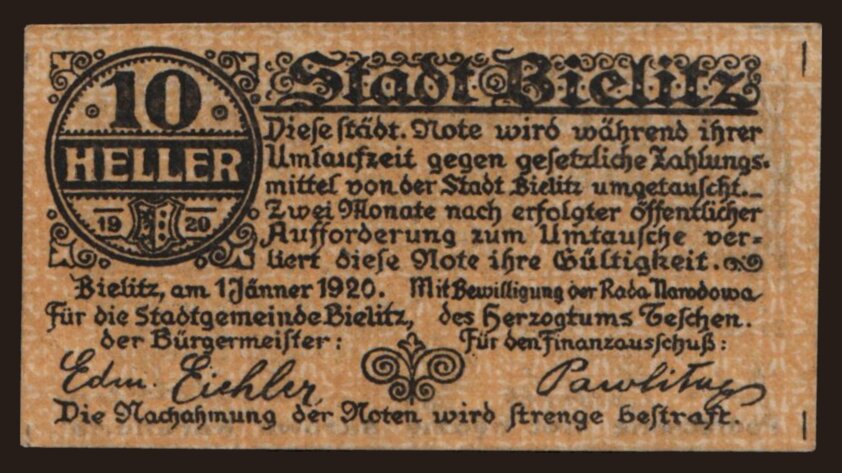 10
HELLER
19 20
Stadt Bielitz
Diese städt. Note wird während ihrer
Umlaufzeit gegen gesetzliche Zahlungs-
mittel von der Stadt Bielitz umgetauscht.
Zwei Monate nach erfolgter öffentlicher
Aufforderung zum Umtausche ver-
liert diese Note ihre Gültigkeit.
Bielitz, am 1 Jänner 1920. Mit Bewilligung der Rada Narodowa
Für die Stadtgemeinde Bielitz, des Herzogtums Teschen.
der Bürgermeister: Für den Finanzausschuß:
Edm. Eichler
Die Nachahmung der Noten wird strenge bestraft.